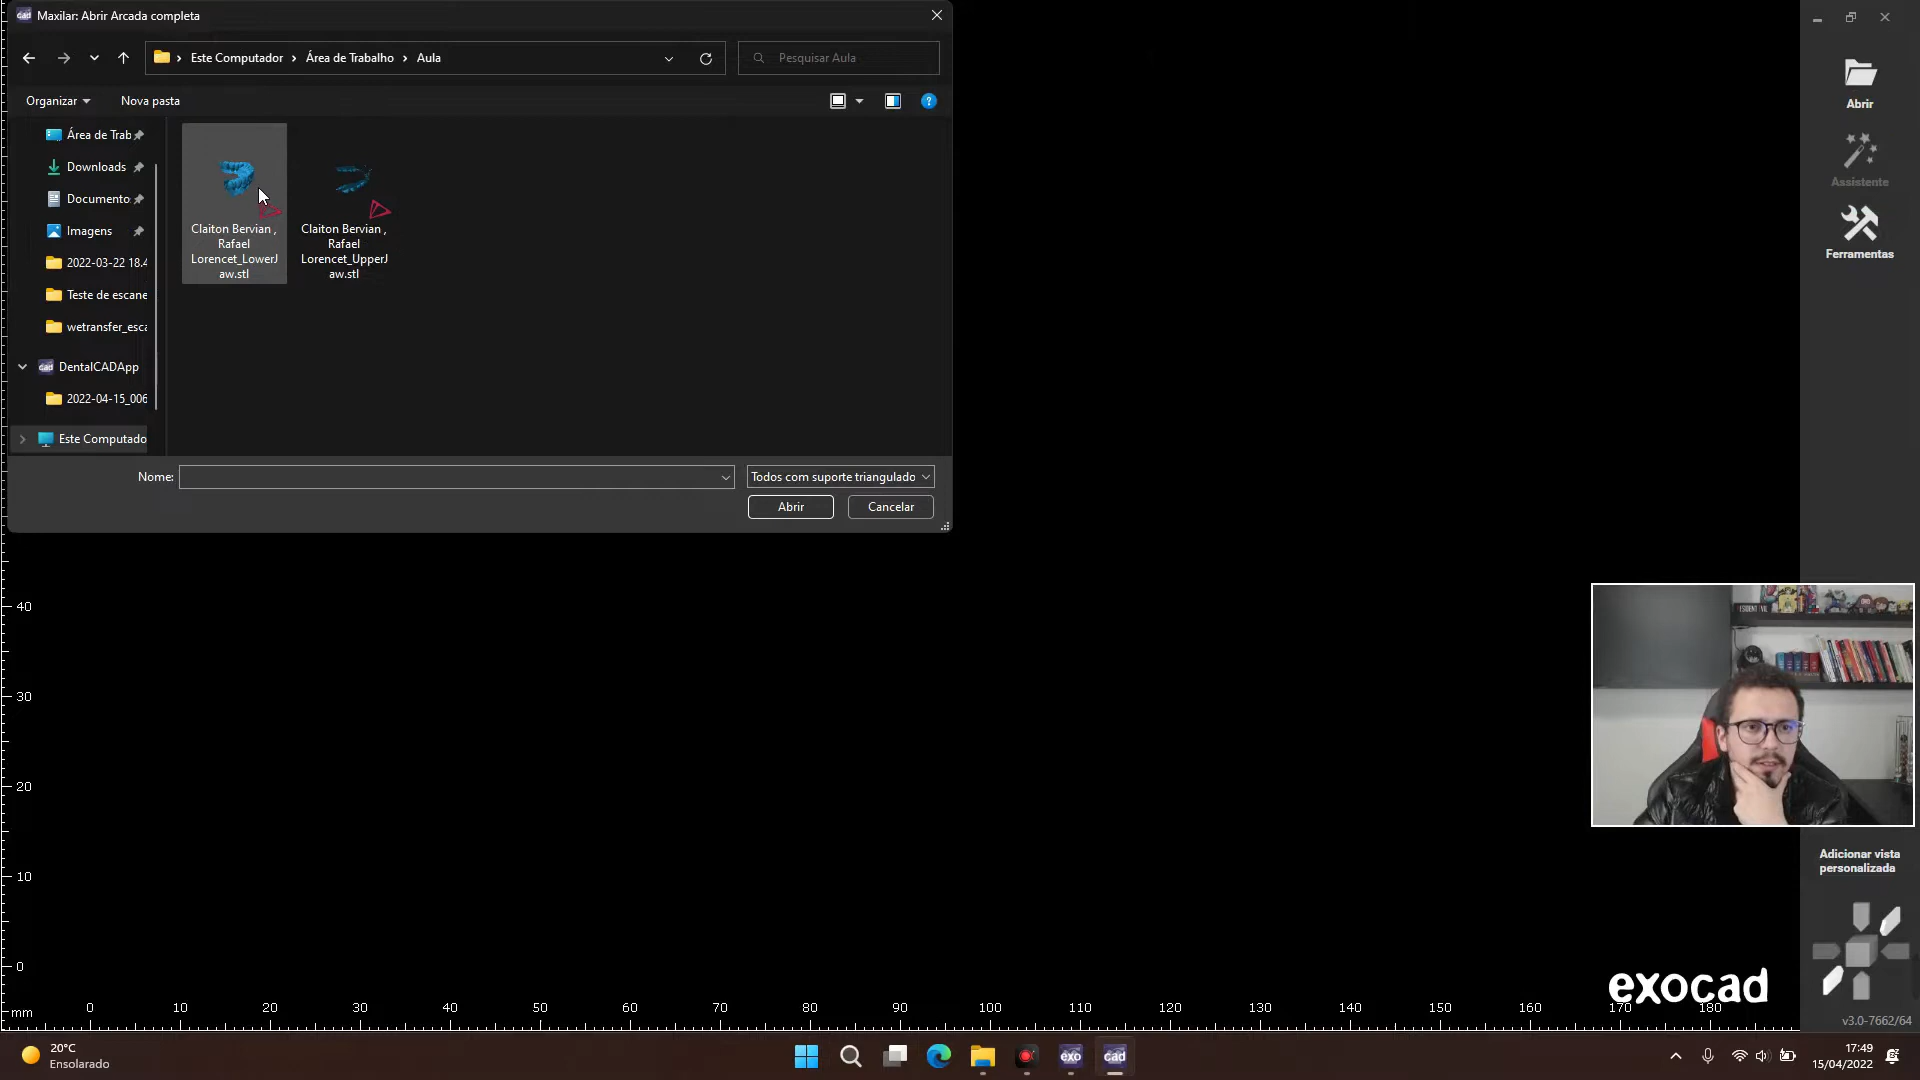 Maxilar: Abrir Arcada completa
Este Computador
Área de Trabalho
Aula
Pesquisar Aula
Organizar
Nova pasta
Área de Trab
Downloads
Documento
Imagens
2022-03-22 18.4
Teste de escane
wetransfer_esca
DentalCADApp
2022-04-15_006
Este Computado
Claiton Bervian ,
Rafael
Lorencet_LowerJ
aw.stl
Claiton Bervian ,
Rafael
Lorencet_UpperJ
aw.stl
Nome:
Todos com suporte triangulado
Abrir
Cancelar
Abrir
Assistente
Ferramentas
RESIDENT EVIL
Adicionar vista
personalizada
exocad
v3.0-7662/64
40
30
20
10
0
mm
0 10 20 30 40 50 60 70 80 90 100 110 120 130 140 150 160 170 180
20°C
Ensolarado
exo
cad
17:49
15/04/2022